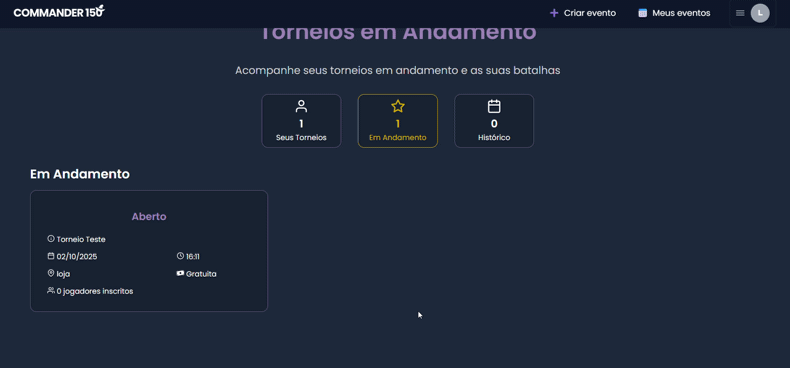 COMMANDER 150
Criar evento
Meus eventos
L
Torneios em Andamento
Acompanhe seus torneios em andamento e as suas batalhas
1
Seus Torneios
1
Em Andamento
0
Histórico
Em Andamento
Aberto
Torneio Teste
02/10/2025
16:11
loja
Gratuita
0 jogadores inscritos